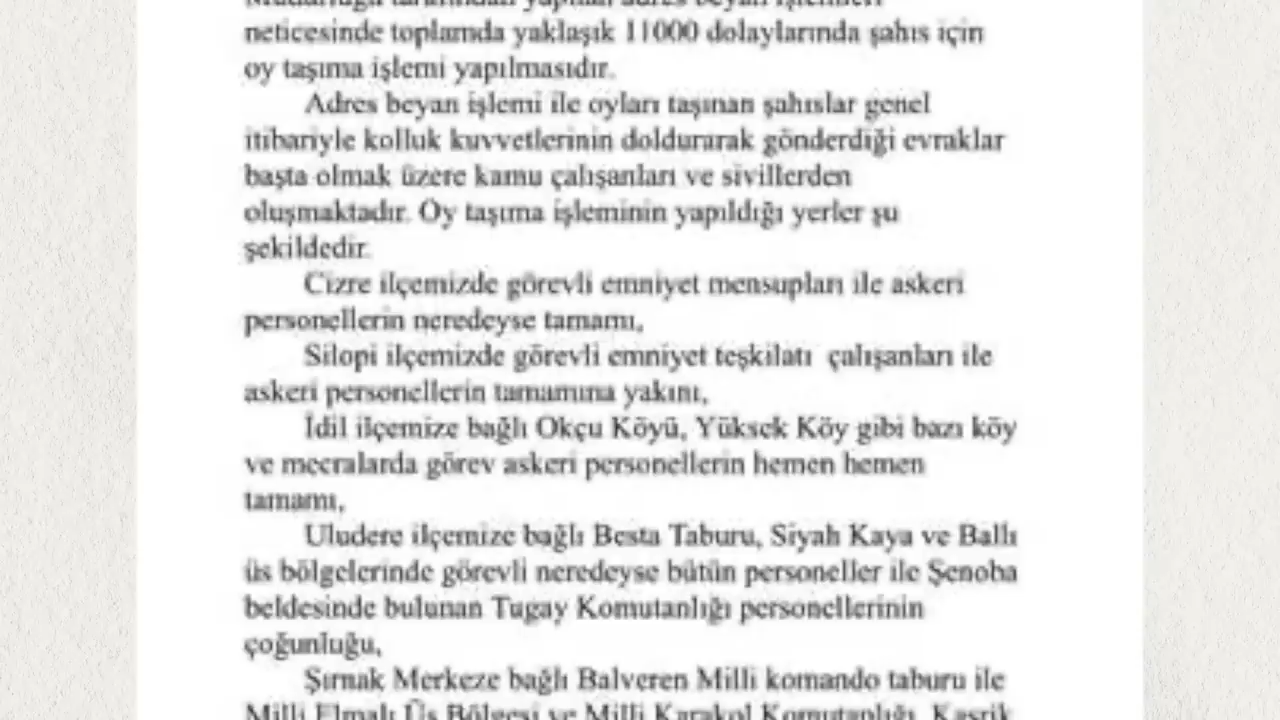 Müdürlüğü tarafından yapılan adres beyan işlemleri
neticesinde toplamda yaklaşık 11000 dolaylarında şahıs için
oy taşıma işlemi yapılmasıdır.
Adres beyan işlemi ile oyları taşınan şahıslar genel
itibariyle kolluk kuvvetlerinin doldurarak gönderdiği evraklar
başta olmak üzere kamu çalışanları ve sivillerden
oluşmaktadır. Oy taşıma işleminin yapıldığı yerler şu
şekildedir.
Cizre ilçemizde görevli emniyet mensupları ile askeri
personellerin neredeyse tamamı,
Silopi ilçemizde görevli emniyet teşkilatı çalışanları ile
askeri personellerin tamamına yakını,
İdil ilçemize bağlı Okçu Köyü, Yüksek Köy gibi bazı köy
ve mecralarda görev askeri personellerin hemen hemen
tamamı,
Uludere ilçemize bağlı Besta Taburu, Siyah Kaya ve Ballı
üs bölgelerinde görevli neredeyse bütün personeller ile Şenoba
beldesinde bulunan Tugay Komutanlığı personellerinin
çoğunluğu,
Şırnak Merkeze bağlı Balveren Milli komando taburu ile
Milli Elmalı Üs Bölgesi ve Milli Karakol Komutanlığı, Kasrik